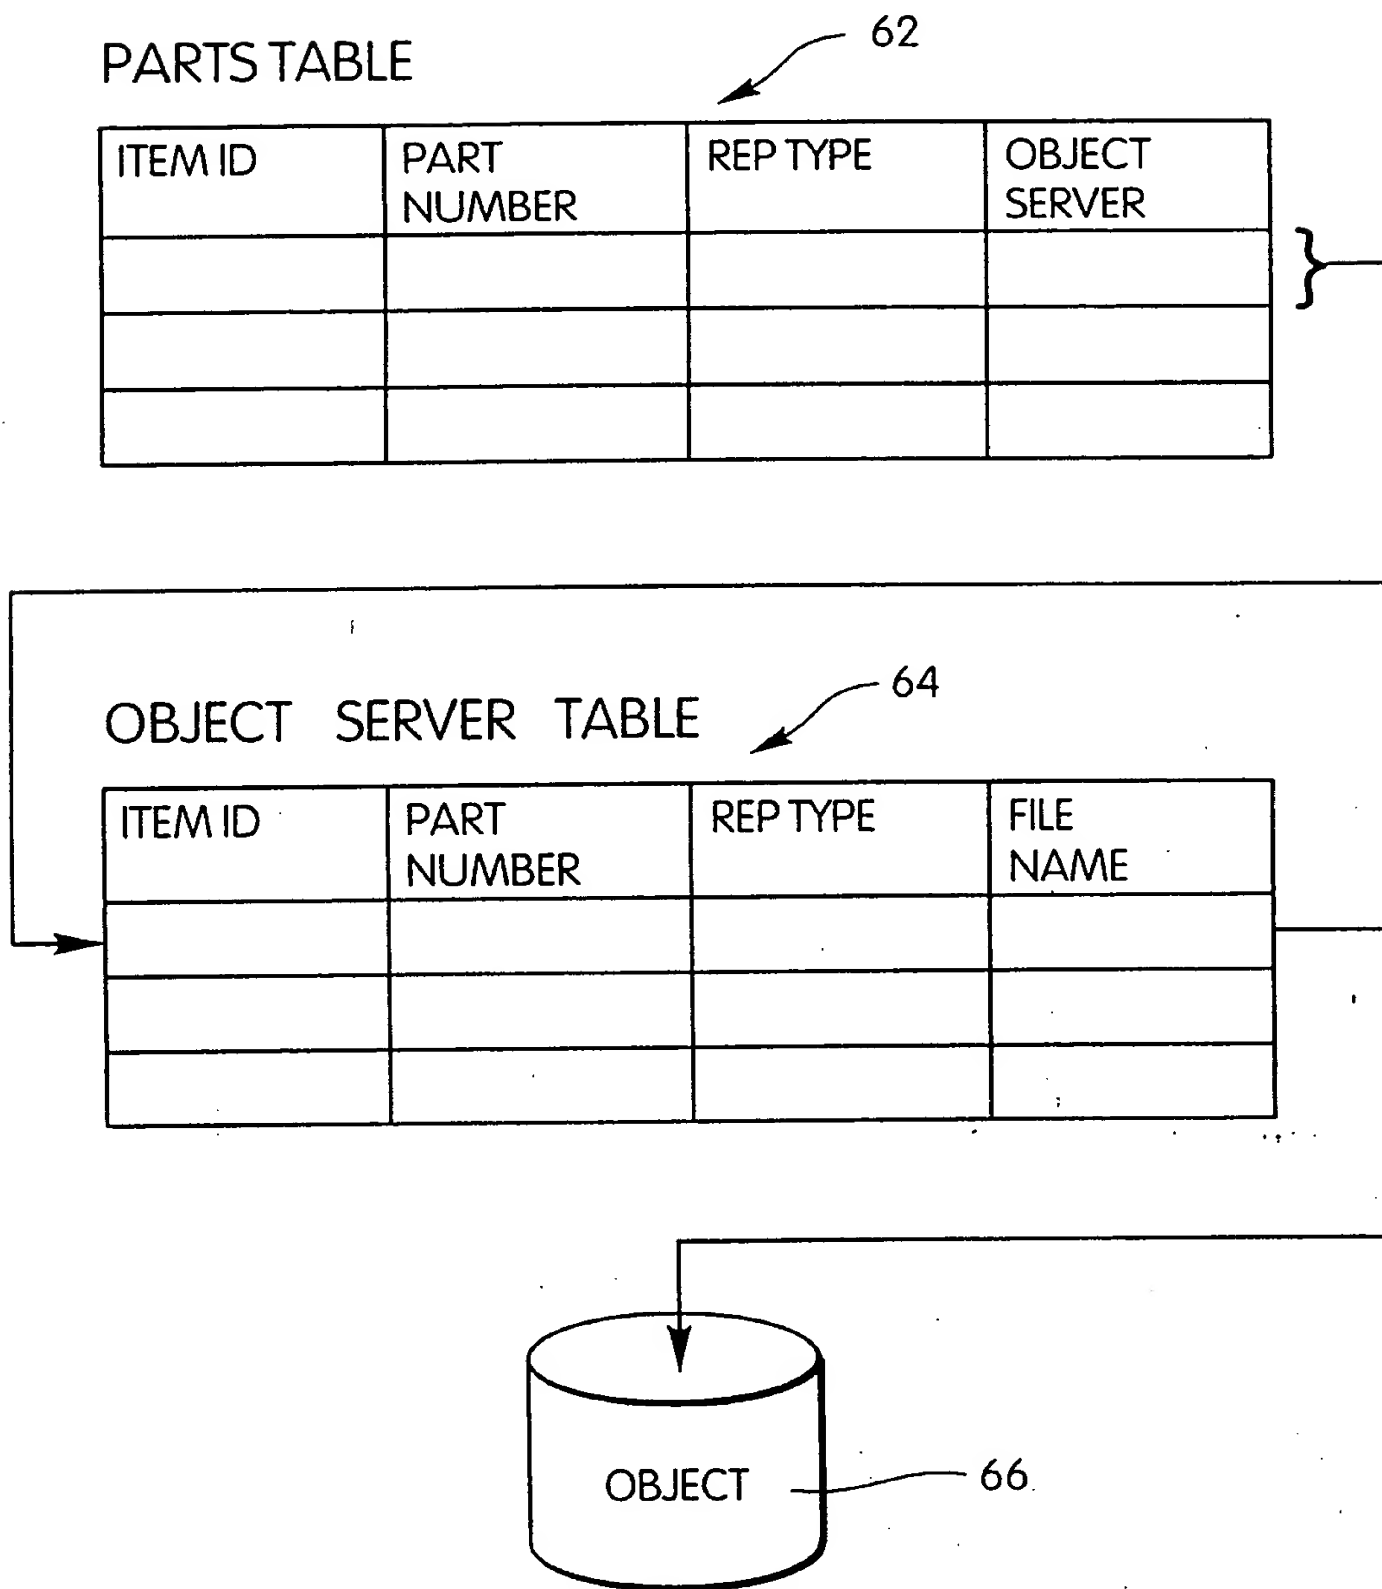 62
PARTS TABLE
ITEM ID
PART
NUMBER
REP TYPE
OBJECT
SERVER
64
OBJECT SERVER TABLE
ITEM ID
PART
NUMBER
REP TYPE
FILE
NAME
OBJECT
66